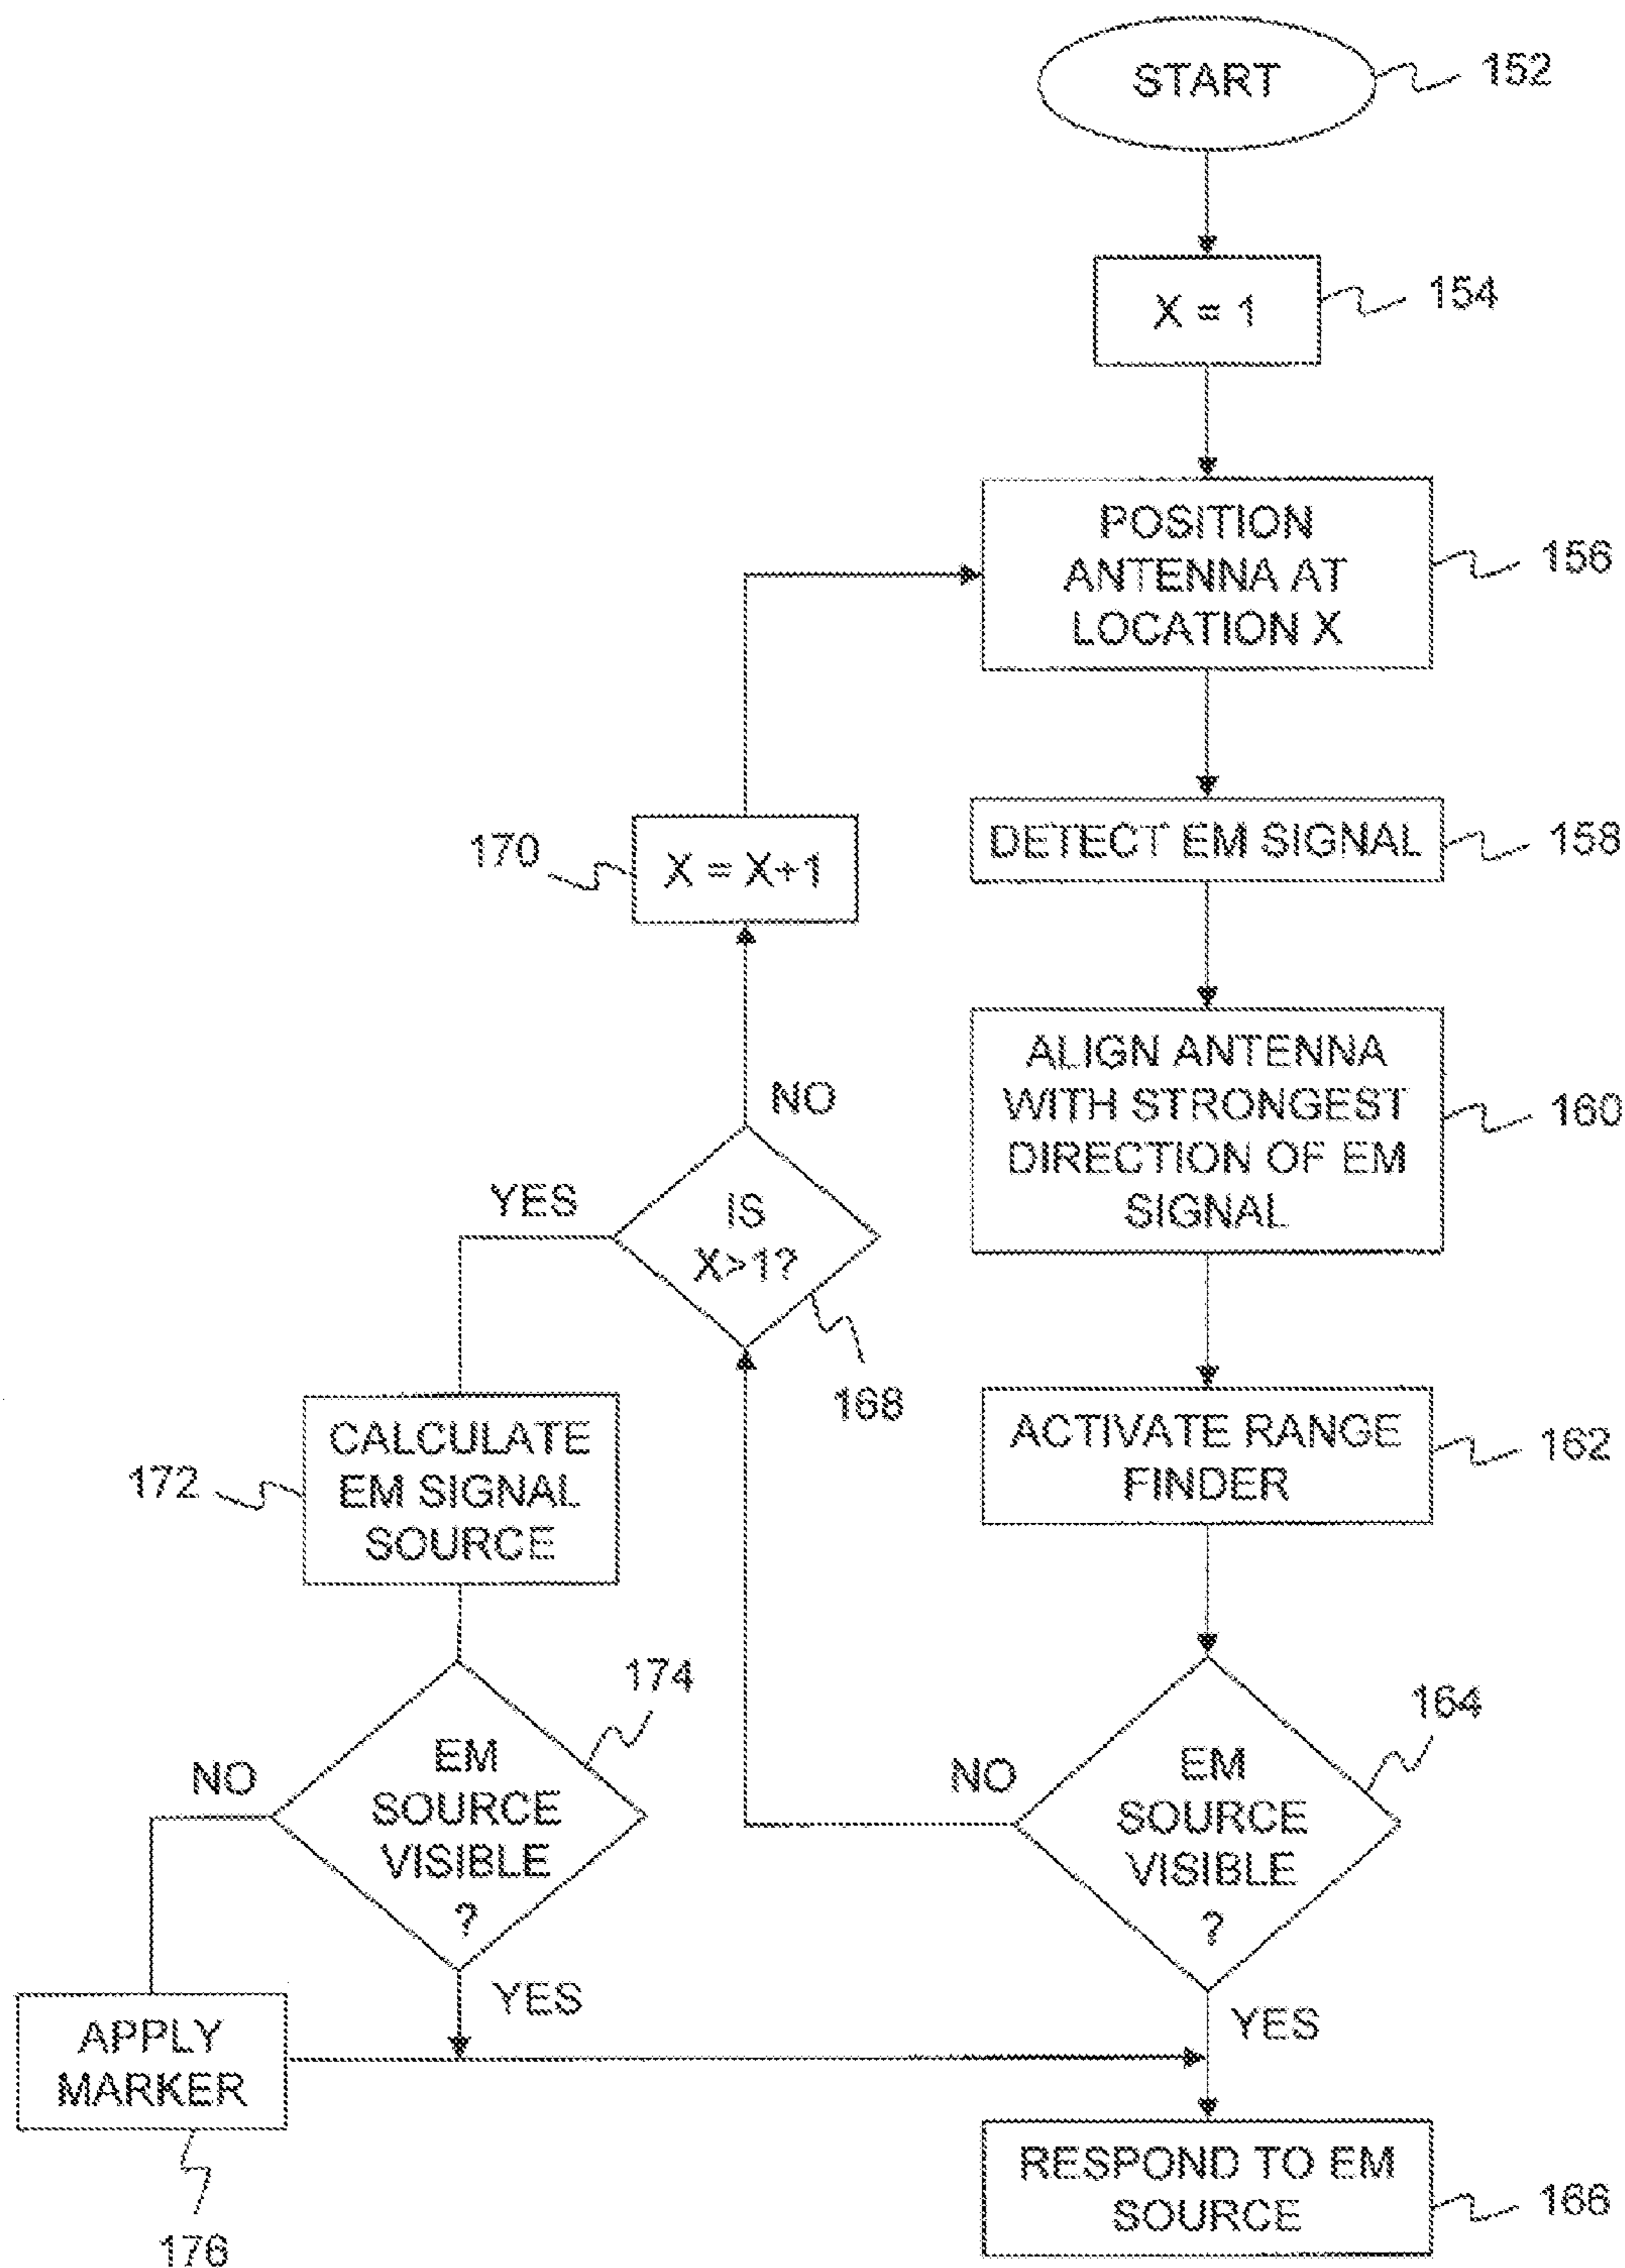 START
152
X = 1
154
POSITION
ANTENNA AT
LOCATION X
156
DETECT EM SIGNAL
158
170
X = X+1
ALIGN ANTENNA
WITH STRONGEST
DIRECTION OF EM
SIGNAL
160
NO
YES
IS
X>1?
168
ACTIVATE RANGE
FINDER
162
CALCULATE
EM SIGNAL
SOURCE
172
174
EM
SOURCE
VISIBLE
?
NO
YES
164
EM
SOURCE
VISIBLE
?
NO
YES
APPLY
MARKER
176
RESPOND TO EM
SOURCE
166